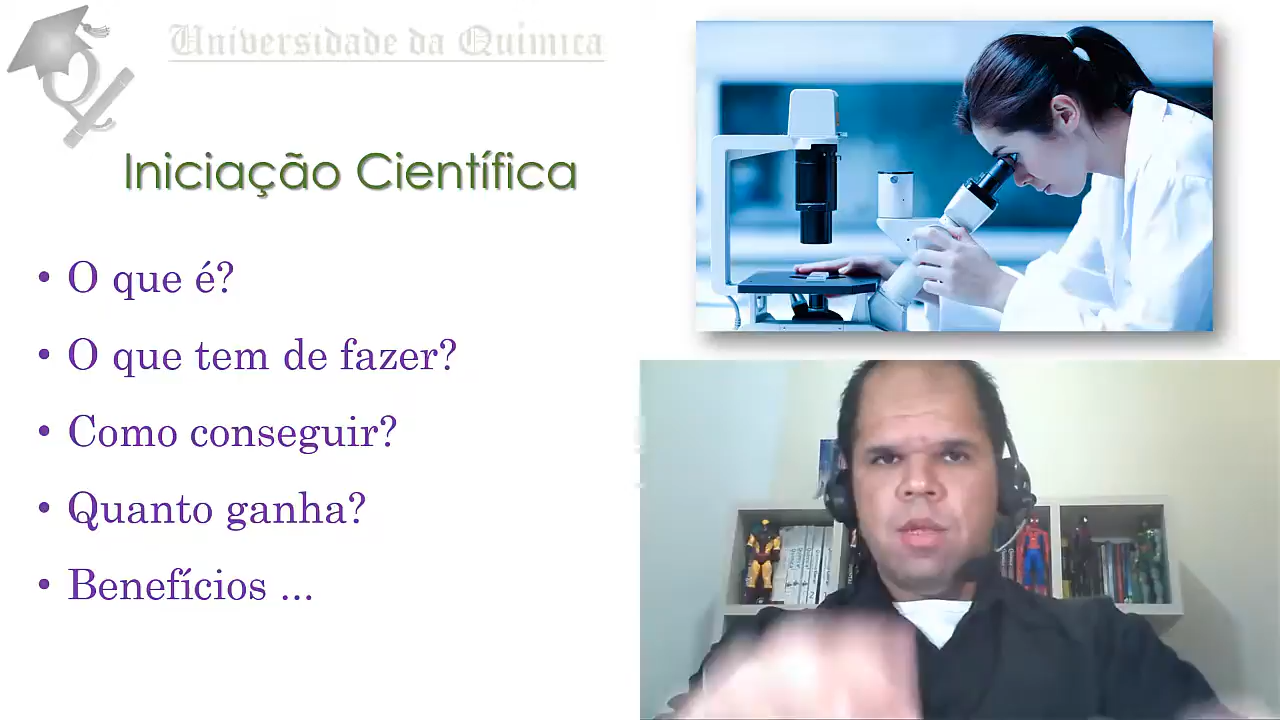 Universidade da Química
Iniciação Científica
• O que é?
• O que tem de fazer?
• Como conseguir?
• Quanto ganha?
• Benefícios ...